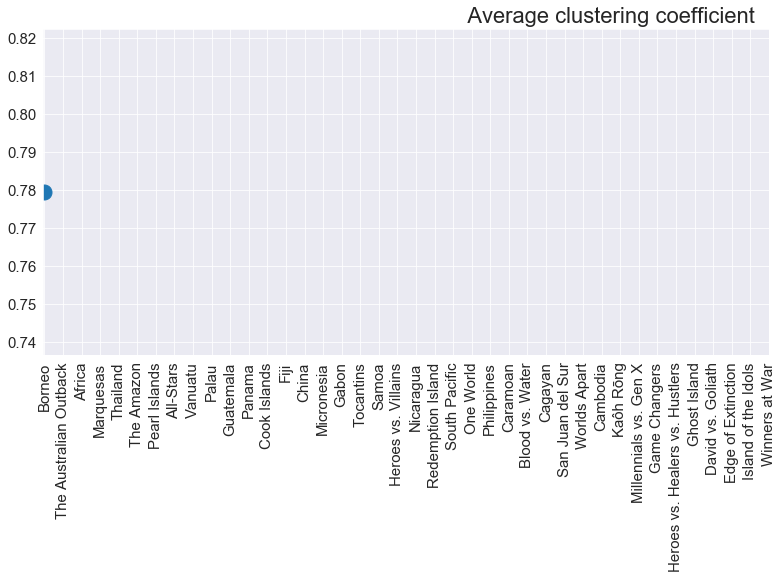 Average clustering coefficient
0.82
0.81
0.80
0.79
0.78
0.77
0.76
0.75
0.74
Borneo
The Australian Outback
Africa
Marquesas
Thailand
The Amazon
Pearl Islands
All-Stars
Vanuatu
Palau
Guatemala
Panama
Cook Islands
Fiji
China
Micronesia
Gabon
Tocantins
Samoa
Heroes vs. Villains
Nicaragua
Redemption Island
South Pacific
One World
Philippines
Caramoan
Blood vs. Water
Cagayan
San Juan del Sur
Worlds Apart
Cambodia
Kaôh Rōng
Millennials vs. Gen X
Game Changers
Heroes vs. Healers vs. Hustlers
Ghost Island
David vs. Goliath
Edge of Extinction
Island of the Idols
Winners at War